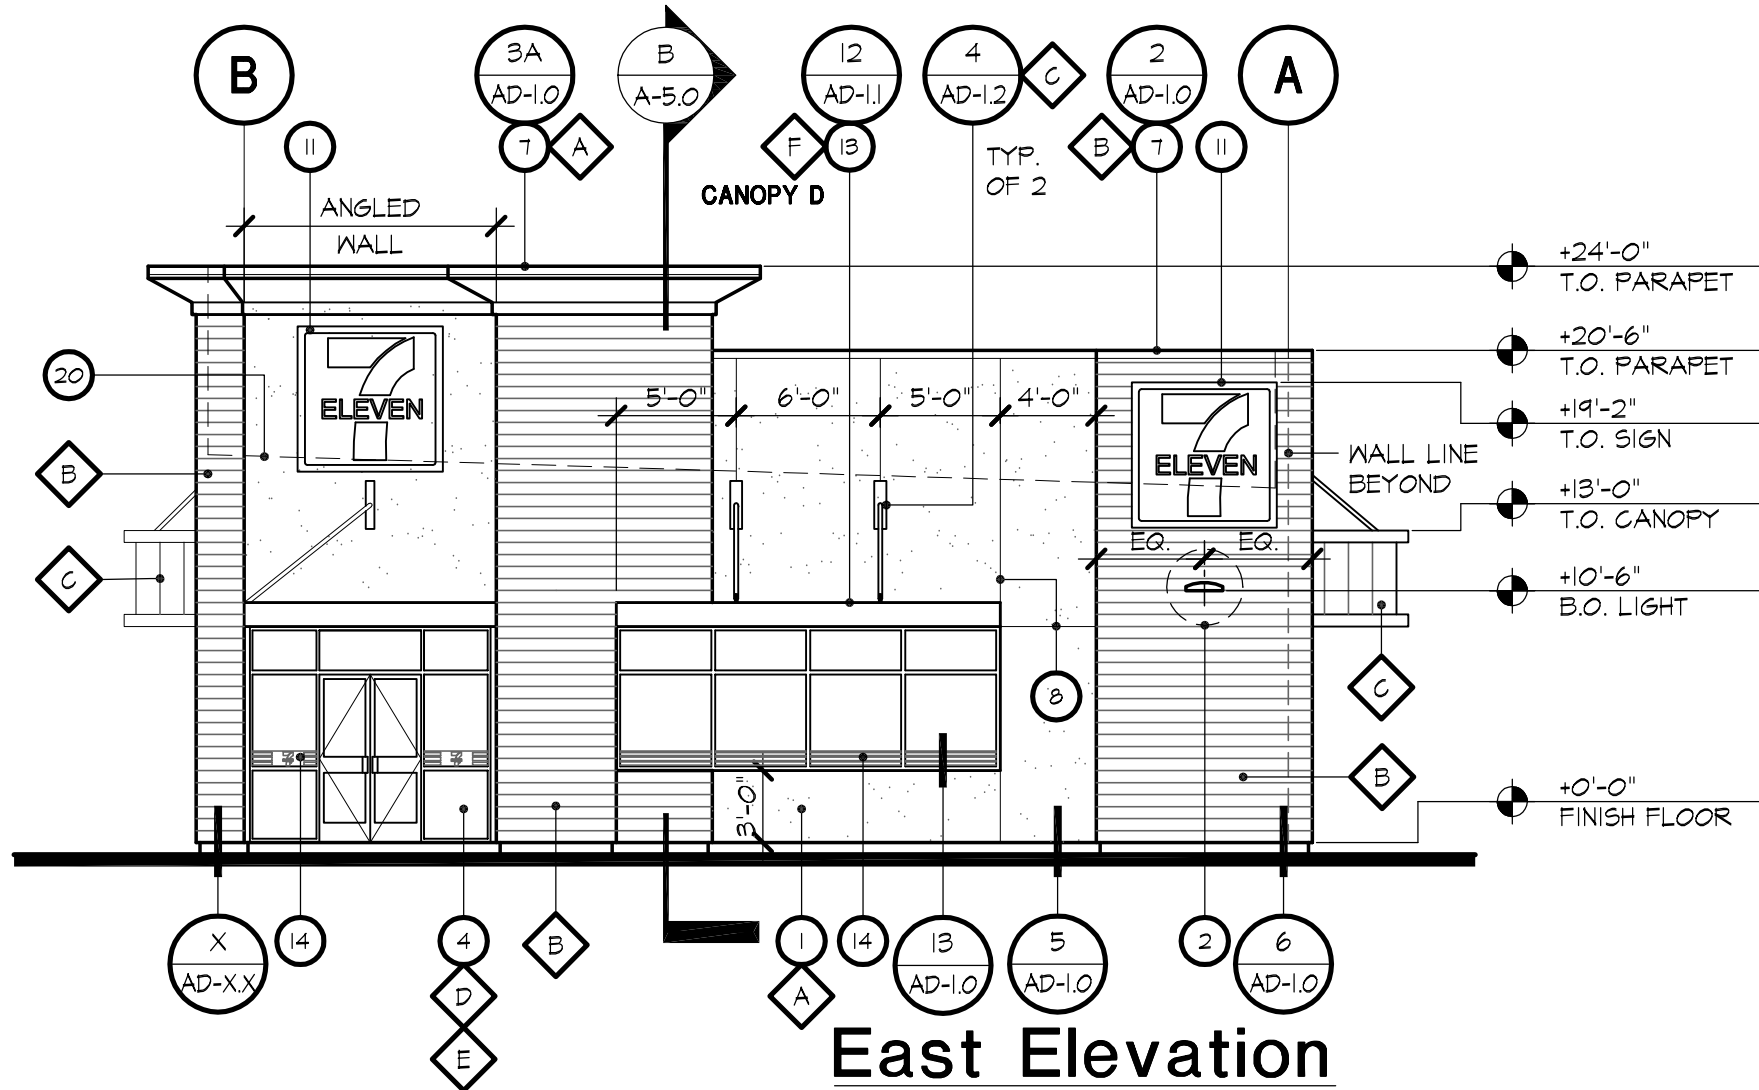 B
3A
AD-1.0
B
A-5.0
12
AD-1.1
4
AD-1.2
C
2
AD-1.0
A
11
7
A
F
13
B
7
11
TYP.
OF 2
CANOPY D
ANGLED
WALL
+24'-0"
T.O. PARAPET
+20'-6"
T.O. PARAPET
20
7
ELEVEN
5'-0"
6'-0"
5'-0"
4'-0"
7
ELEVEN
+19'-2"
T.O. SIGN
WALL LINE
BEYOND
B
+13'-0"
T.O. CANOPY
EQ.
EQ.
C
+10'-6"
B.O. LIGHT
8
C
B
3'-0"
+0'-0"
FINISH FLOOR
X
AD-X.X
14
4
B
1
14
13
AD-1.0
5
AD-1.0
2
6
AD-1.0
D
A
E
East Elevation